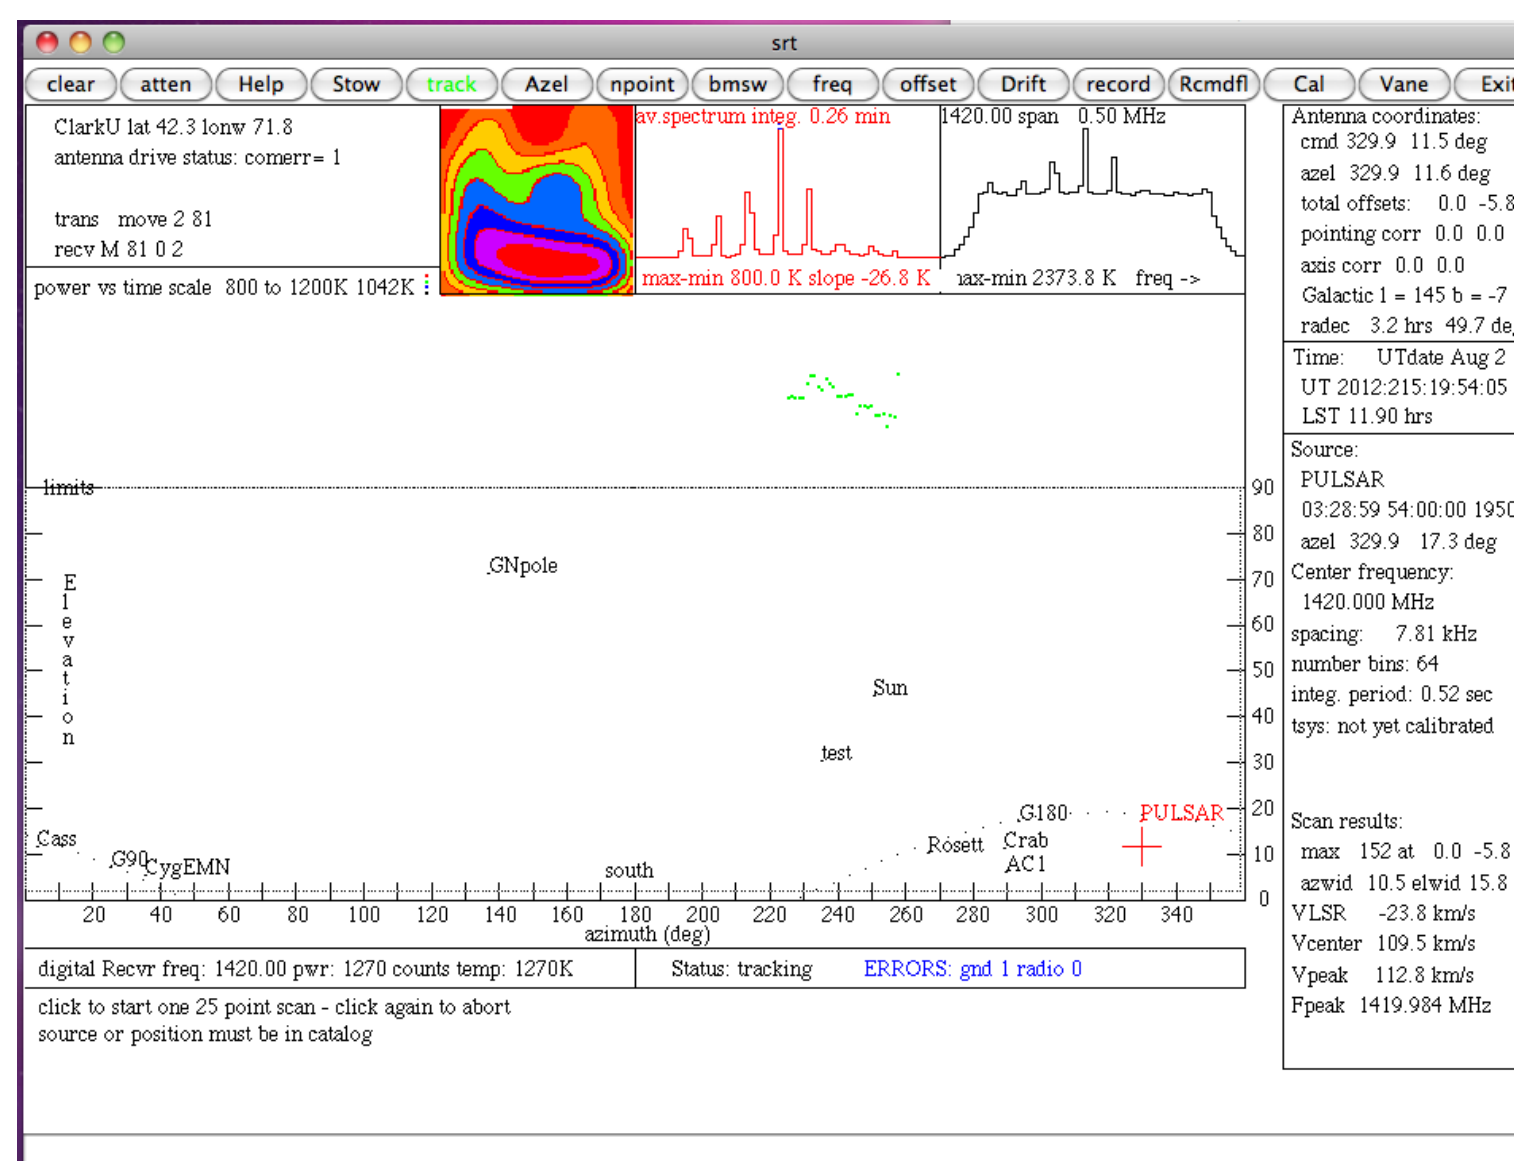 srt
clear atten Help Stow track Azel npoint bmsw freq offset Drift record Rcmdfl Cal Vane Exit
ClarkU lat 42.3 lonw 71.8
antenna drive status: comerr= 1
trans move 2 81
recv M 81 0 2
power vs time scale 800 to 1200K 1042K
av.spectrum integ. 0.26 min
max-min 800.0 K slope -26.8 K
1420.00 span 0.50 MHz
max-min 2373.8 K freq ->
limits
90
80
70
60
50
40
30
20
10
0
Elevation
GNpole
Sun
test
G180
PULSAR
Cass
G90
CygEMN
south
Rosett
Crab
AC1
20 40 60 80 100 120 140 160 180 200 220 240 260 280 300 320 340
azimuth (deg)
digital Recvr freq: 1420.00 pwr: 1270 counts temp: 1270K
Status: tracking
ERRORS: gnd 1 radio 0
click to start one 25 point scan - click again to abort
source or position must be in catalog
Antenna coordinates:
cmd 329.9 11.5 deg
azel 329.9 11.6 deg
total offsets: 0.0 -5.8
pointing corr 0.0 0.0
axis corr 0.0 0.0
Galactic l = 145 b = -7
radec 3.2 hrs 49.7 deg
Time: UTdate Aug 2
UT 2012:215:19:54:05
LST 11.90 hrs
Source:
PULSAR
03:28:59 54:00:00 1950
azel 329.9 17.3 deg
Center frequency:
1420.000 MHz
spacing: 7.81 kHz
number bins: 64
integ. period: 0.52 sec
tsys: not yet calibrated
Scan results:
max 152 at 0.0 -5.8
azwid 10.5 elwid 15.8
VLSR -23.8 km/s
Vcenter 109.5 km/s
Vpeak 112.8 km/s
Fpeak 1419.984 MHz